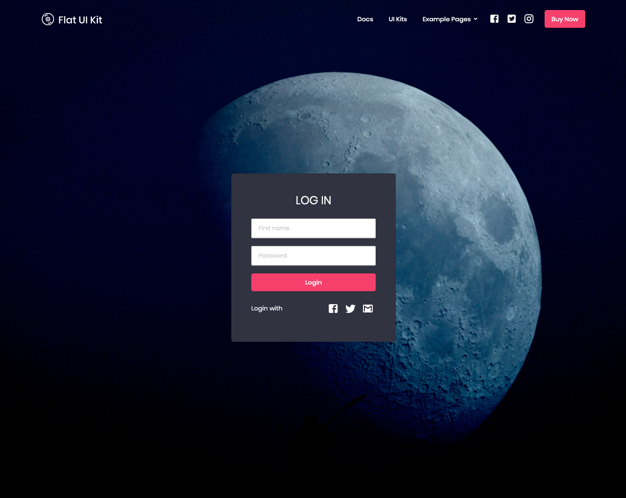 Flat UI Kit
Docs
UI Kits
Example Pages
Buy Now
LOG IN
First name
Password
Login
Login with